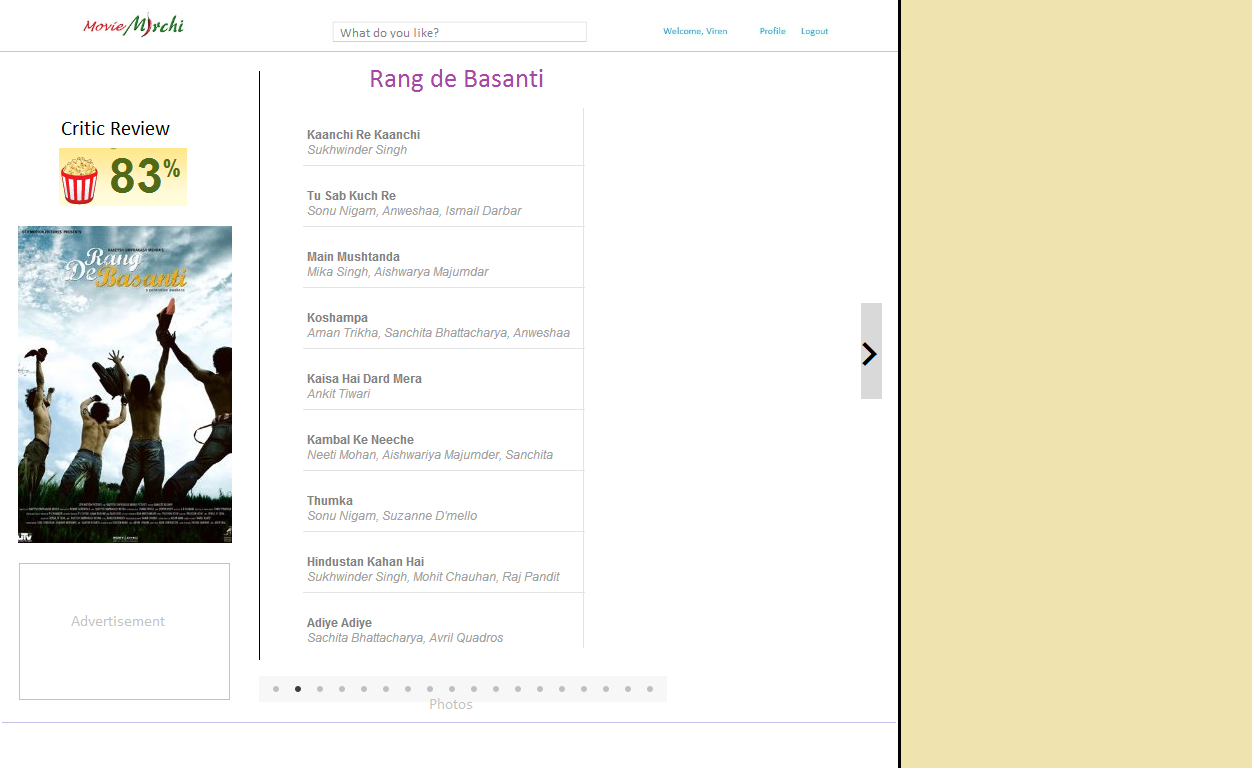 MovieMirchi
What do you like?
Welcome, Viren
Profile
Logout
Rang de Basanti
Critic Review
83%
Rang
De Basanti
a generation awakens
UTV
Advertisement
Kaanchi Re Kaanchi
Sukhwinder Singh
Tu Sab Kuch Re
Sonu Nigam, Anweshaa, Ismail Darbar
Main Mushtanda
Mika Singh, Aishwarya Majumdar
Koshampa
Aman Trikha, Sanchita Bhattacharya, Anweshaa
Kaisa Hai Dard Mera
Ankit Tiwari
Kambal Ke Neeche
Neeti Mohan, Aishwariya Majumder, Sanchita
Thumka
Sonu Nigam, Suzanne D'mello
Hindustan Kahan Hai
Sukhwinder Singh, Mohit Chauhan, Raj Pandit
Adiye Adiye
Sachita Bhattacharya, Avril Quadros
Photos